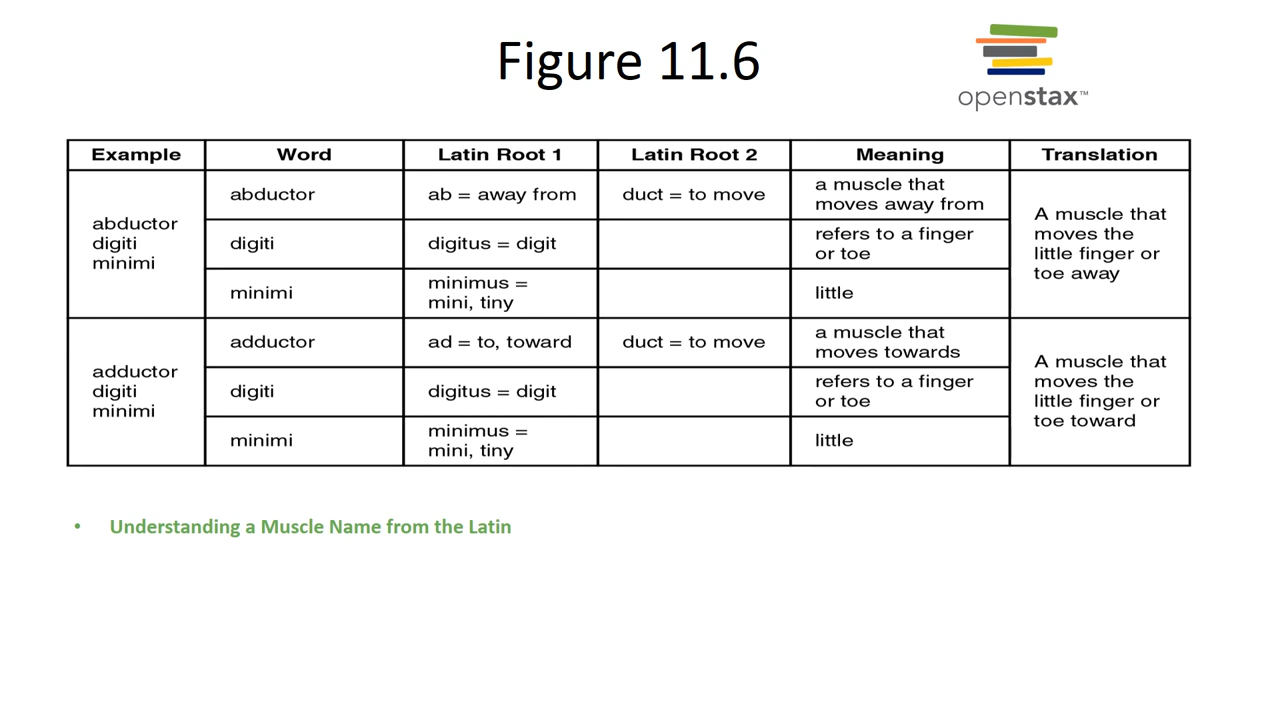 Figure 11.6
openstax™
Example Word Latin Root 1 Latin Root 2 Meaning Translation
abductor
digiti
minimi
abductor
ab = away from
duct = to move
a muscle that
moves away from
digiti
digitus = digit
refers to a finger
or toe
minimi
minimus =
mini, tiny
little
A muscle that
moves the
little finger or
toe away
adductor
digiti
minimi
adductor
ad = to, toward
duct = to move
a muscle that
moves towards
digiti
digitus = digit
refers to a finger
or toe
minimi
minimus =
mini, tiny
little
A muscle that
moves the
little finger or
toe toward
• Understanding a Muscle Name from the Latin